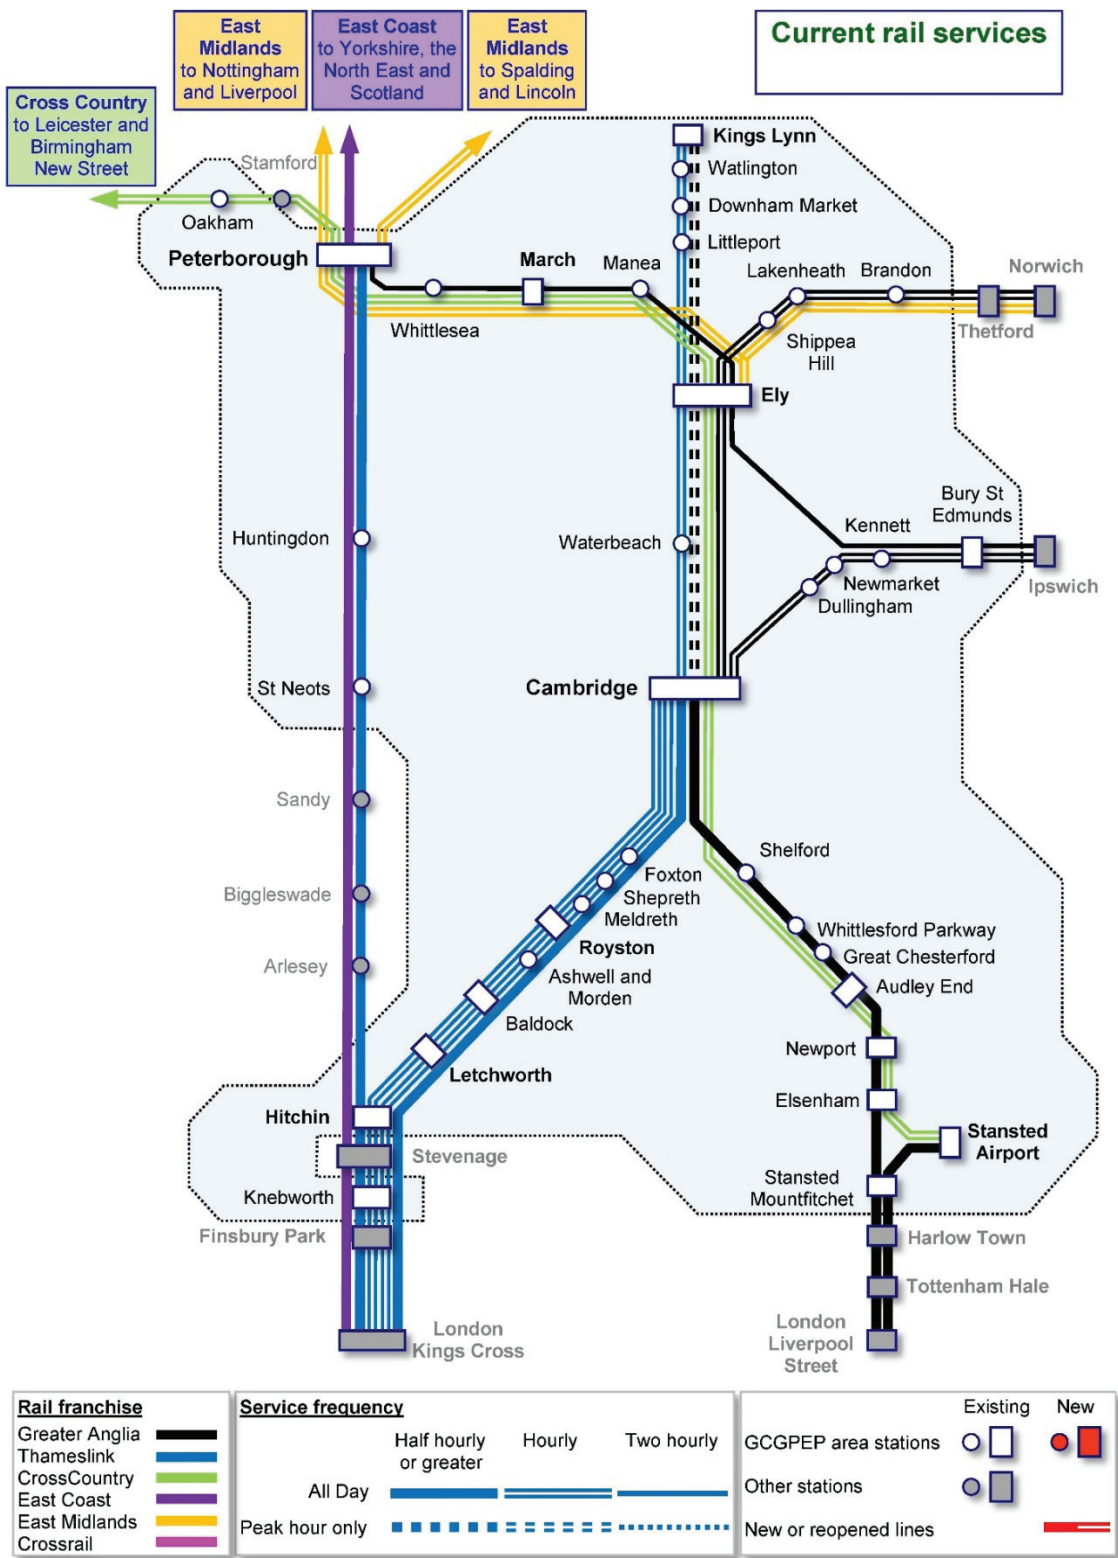 East
Midlands
to Nottingham
and Liverpool
East Coast
to Yorkshire, the
North East and
Scotland
East
Midlands
to Spalding
and Lincoln
Current rail services
Cross Country
to Leicester and
Birmingham
New Street
Stamford
Oakham
Peterborough
Whittlesea
March
Manea
Kings Lynn
Watlington
Downham Market
Littleport
Lakenheath
Brandon
Norwich
Thetford
Shippea
Hill
Ely
Huntingdon
Waterbeach
Kennett
Bury St
Edmunds
Newmarket
Dullingham
Ipswich
St Neots
Cambridge
Sandy
Biggleswade
Arlesey
Foxton
Shepreth
Meldreth
Royston
Ashwell and
Morden
Baldock
Letchworth
Shelford
Whittlesford Parkway
Great Chesterford
Audley End
Newport
Elsenham
Stansted
Airport
Stansted
Mountfitchet
Hitchin
Stevenage
Knebworth
Finsbury Park
Harlow Town
Tottenham Hale
London
Kings Cross
London
Liverpool
Street
Rail franchise
Greater Anglia
Thameslink
CrossCountry
East Coast
East Midlands
Crossrail
Service frequency
Half hourly
or greater
Hourly
Two hourly
All Day
Peak hour only
Existing
New
GCGPEP area stations
Other stations
New or reopened lines